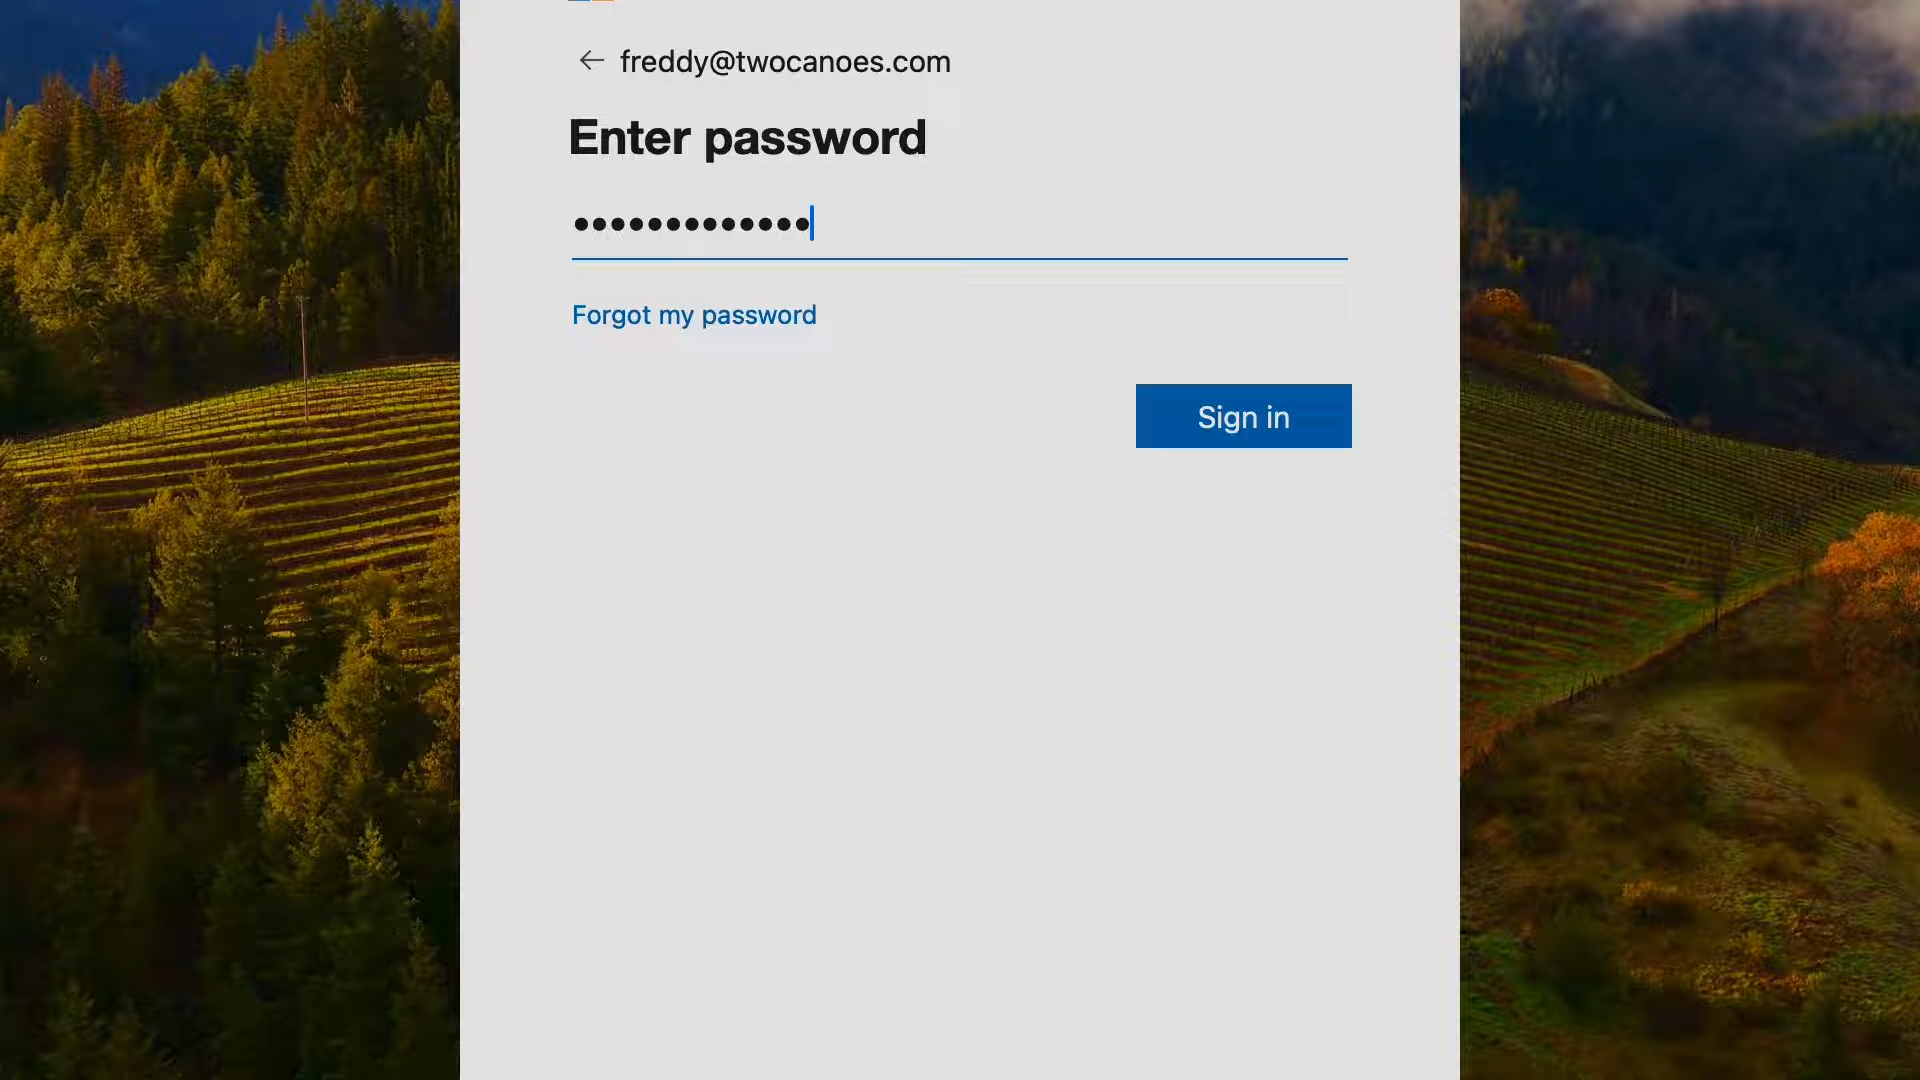 freddy@twocanoes.com
Enter password
•••••••••••••
Forgot my password
Sign in